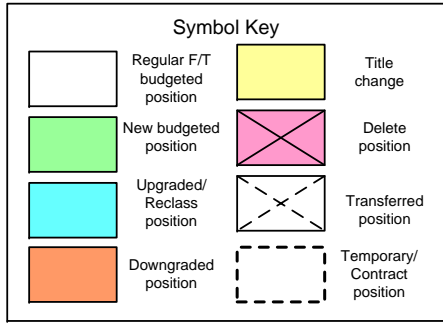 Symbol Key
Regular F/T
budgeted
position
New budgeted
position
Upgraded/
Reclass
position
Downgraded
position
Title
change
Delete
position
Transferred
position
Temporary/
Contract
position